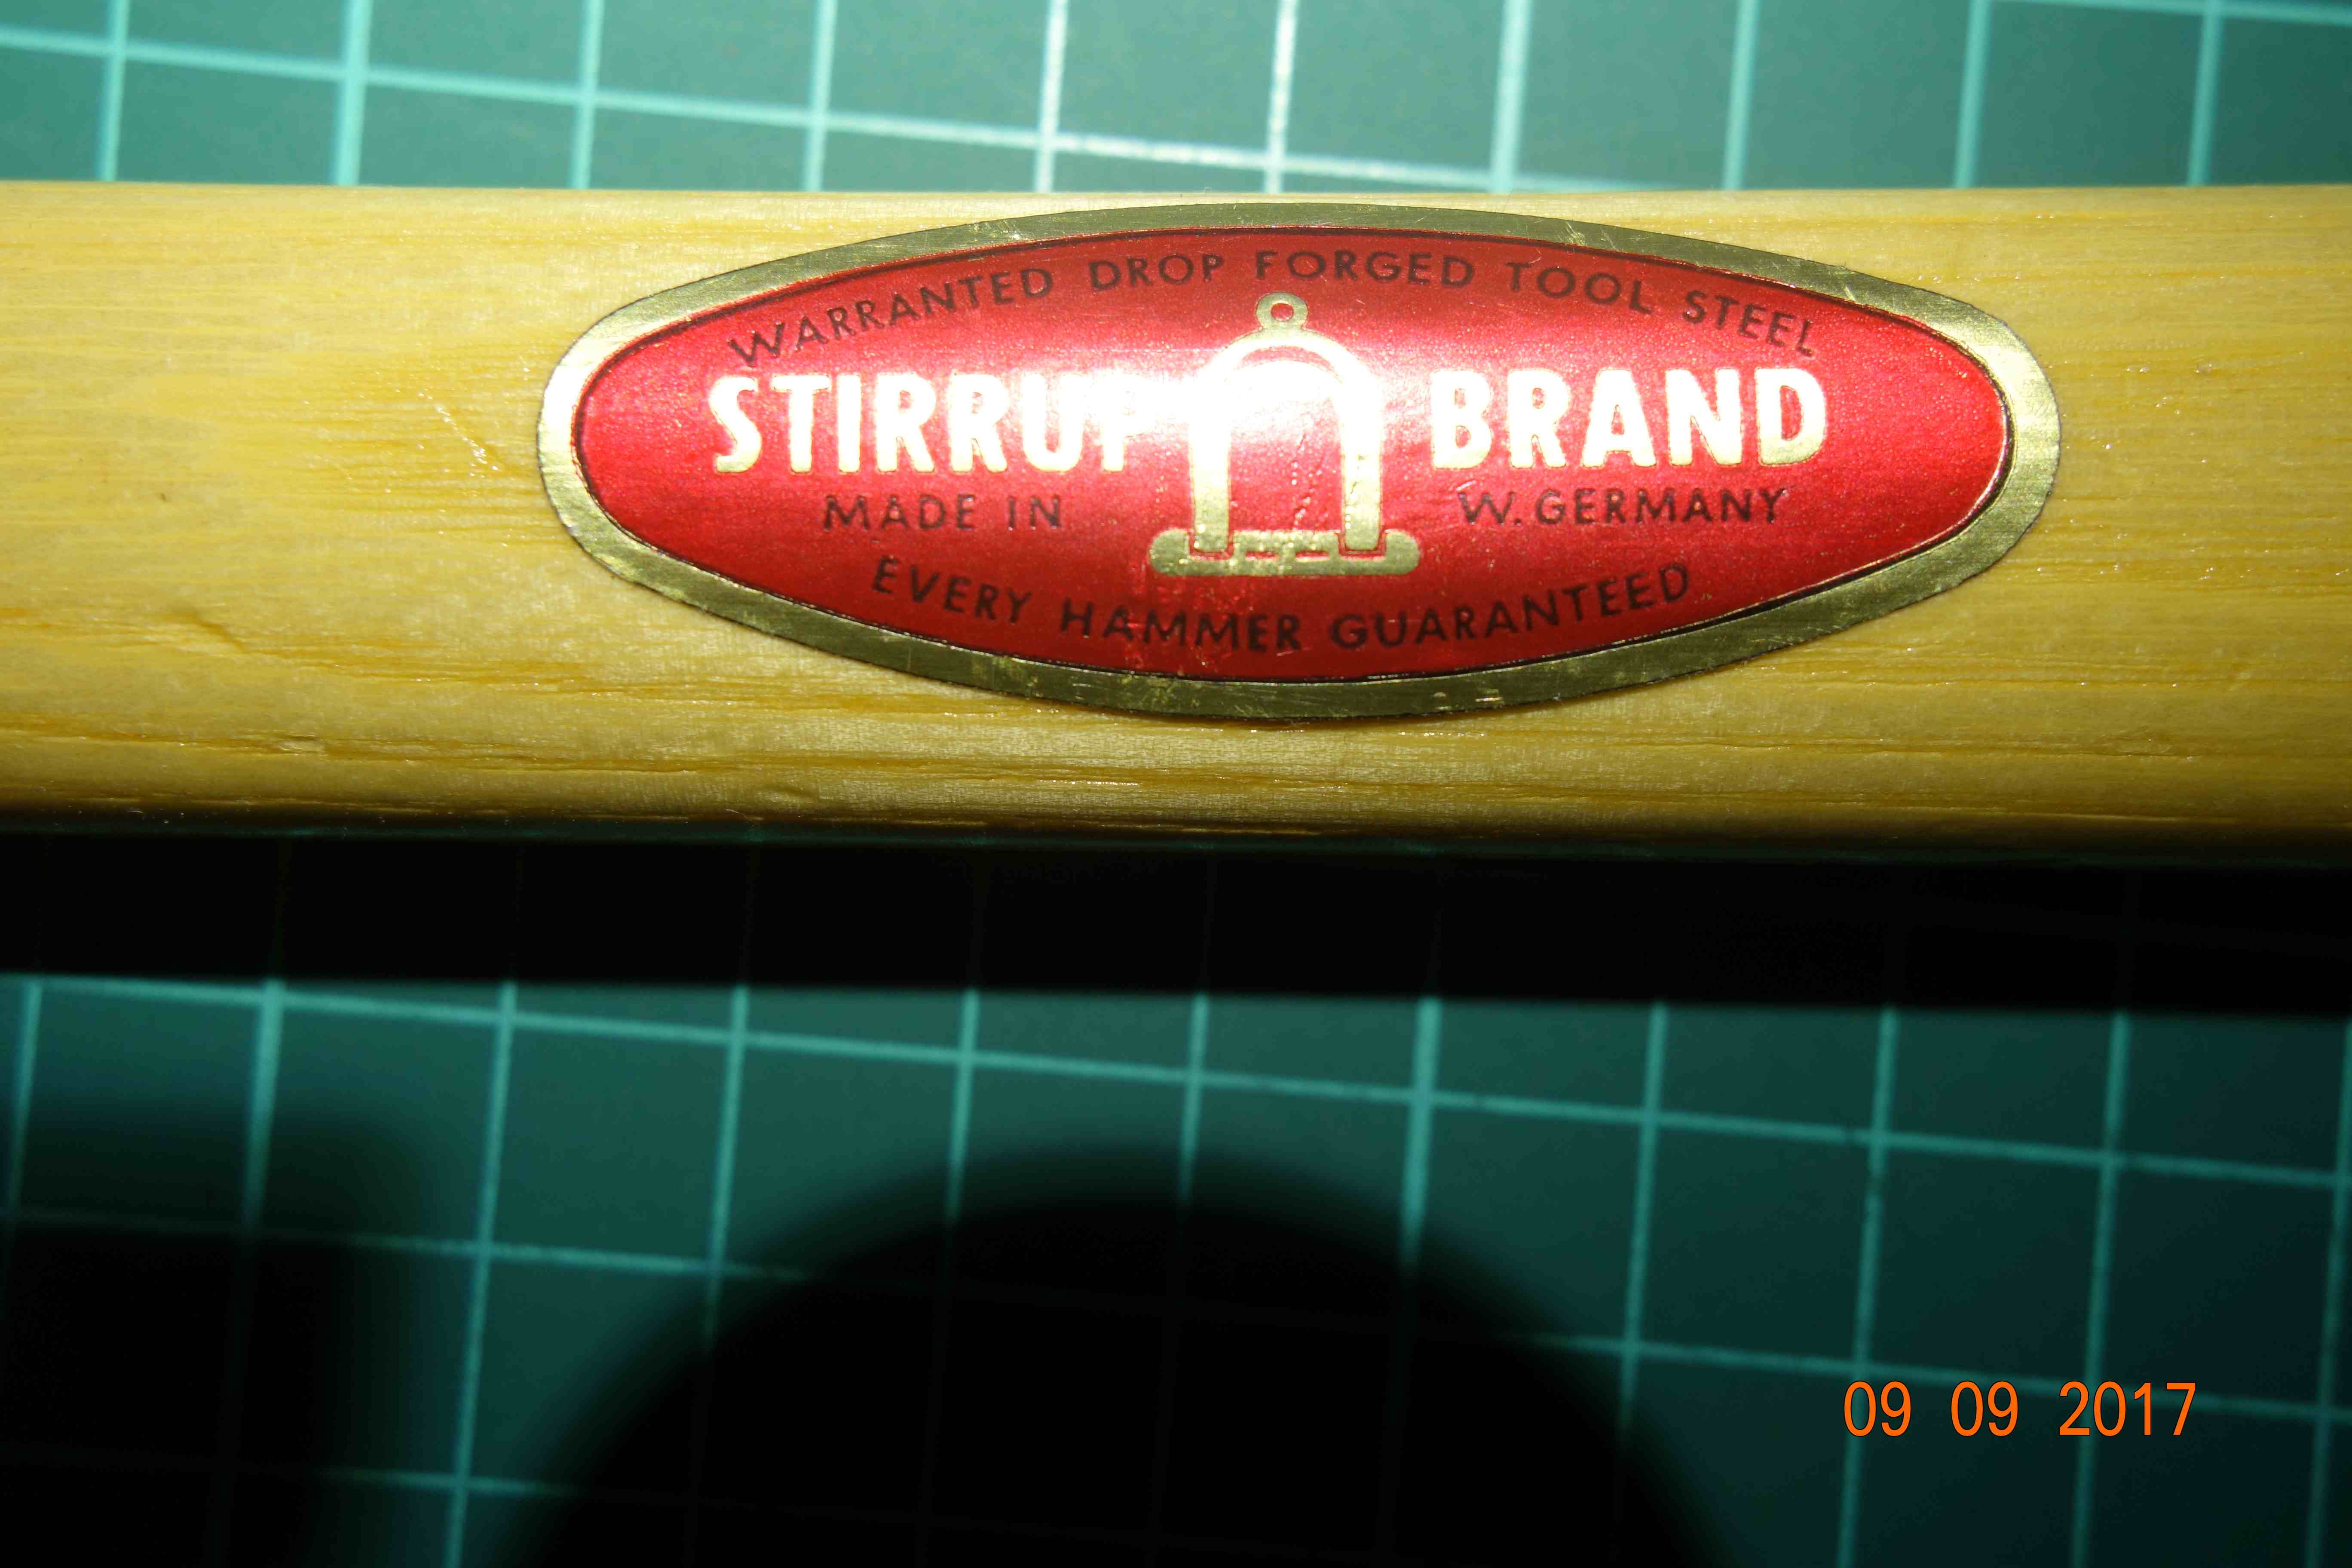 WARRANTED DROP FORGED TOOL STEEL
STIRRUP BRAND
MADE IN W. GERMANY
EVERY HAMMER GUARANTEED
09 09 2017